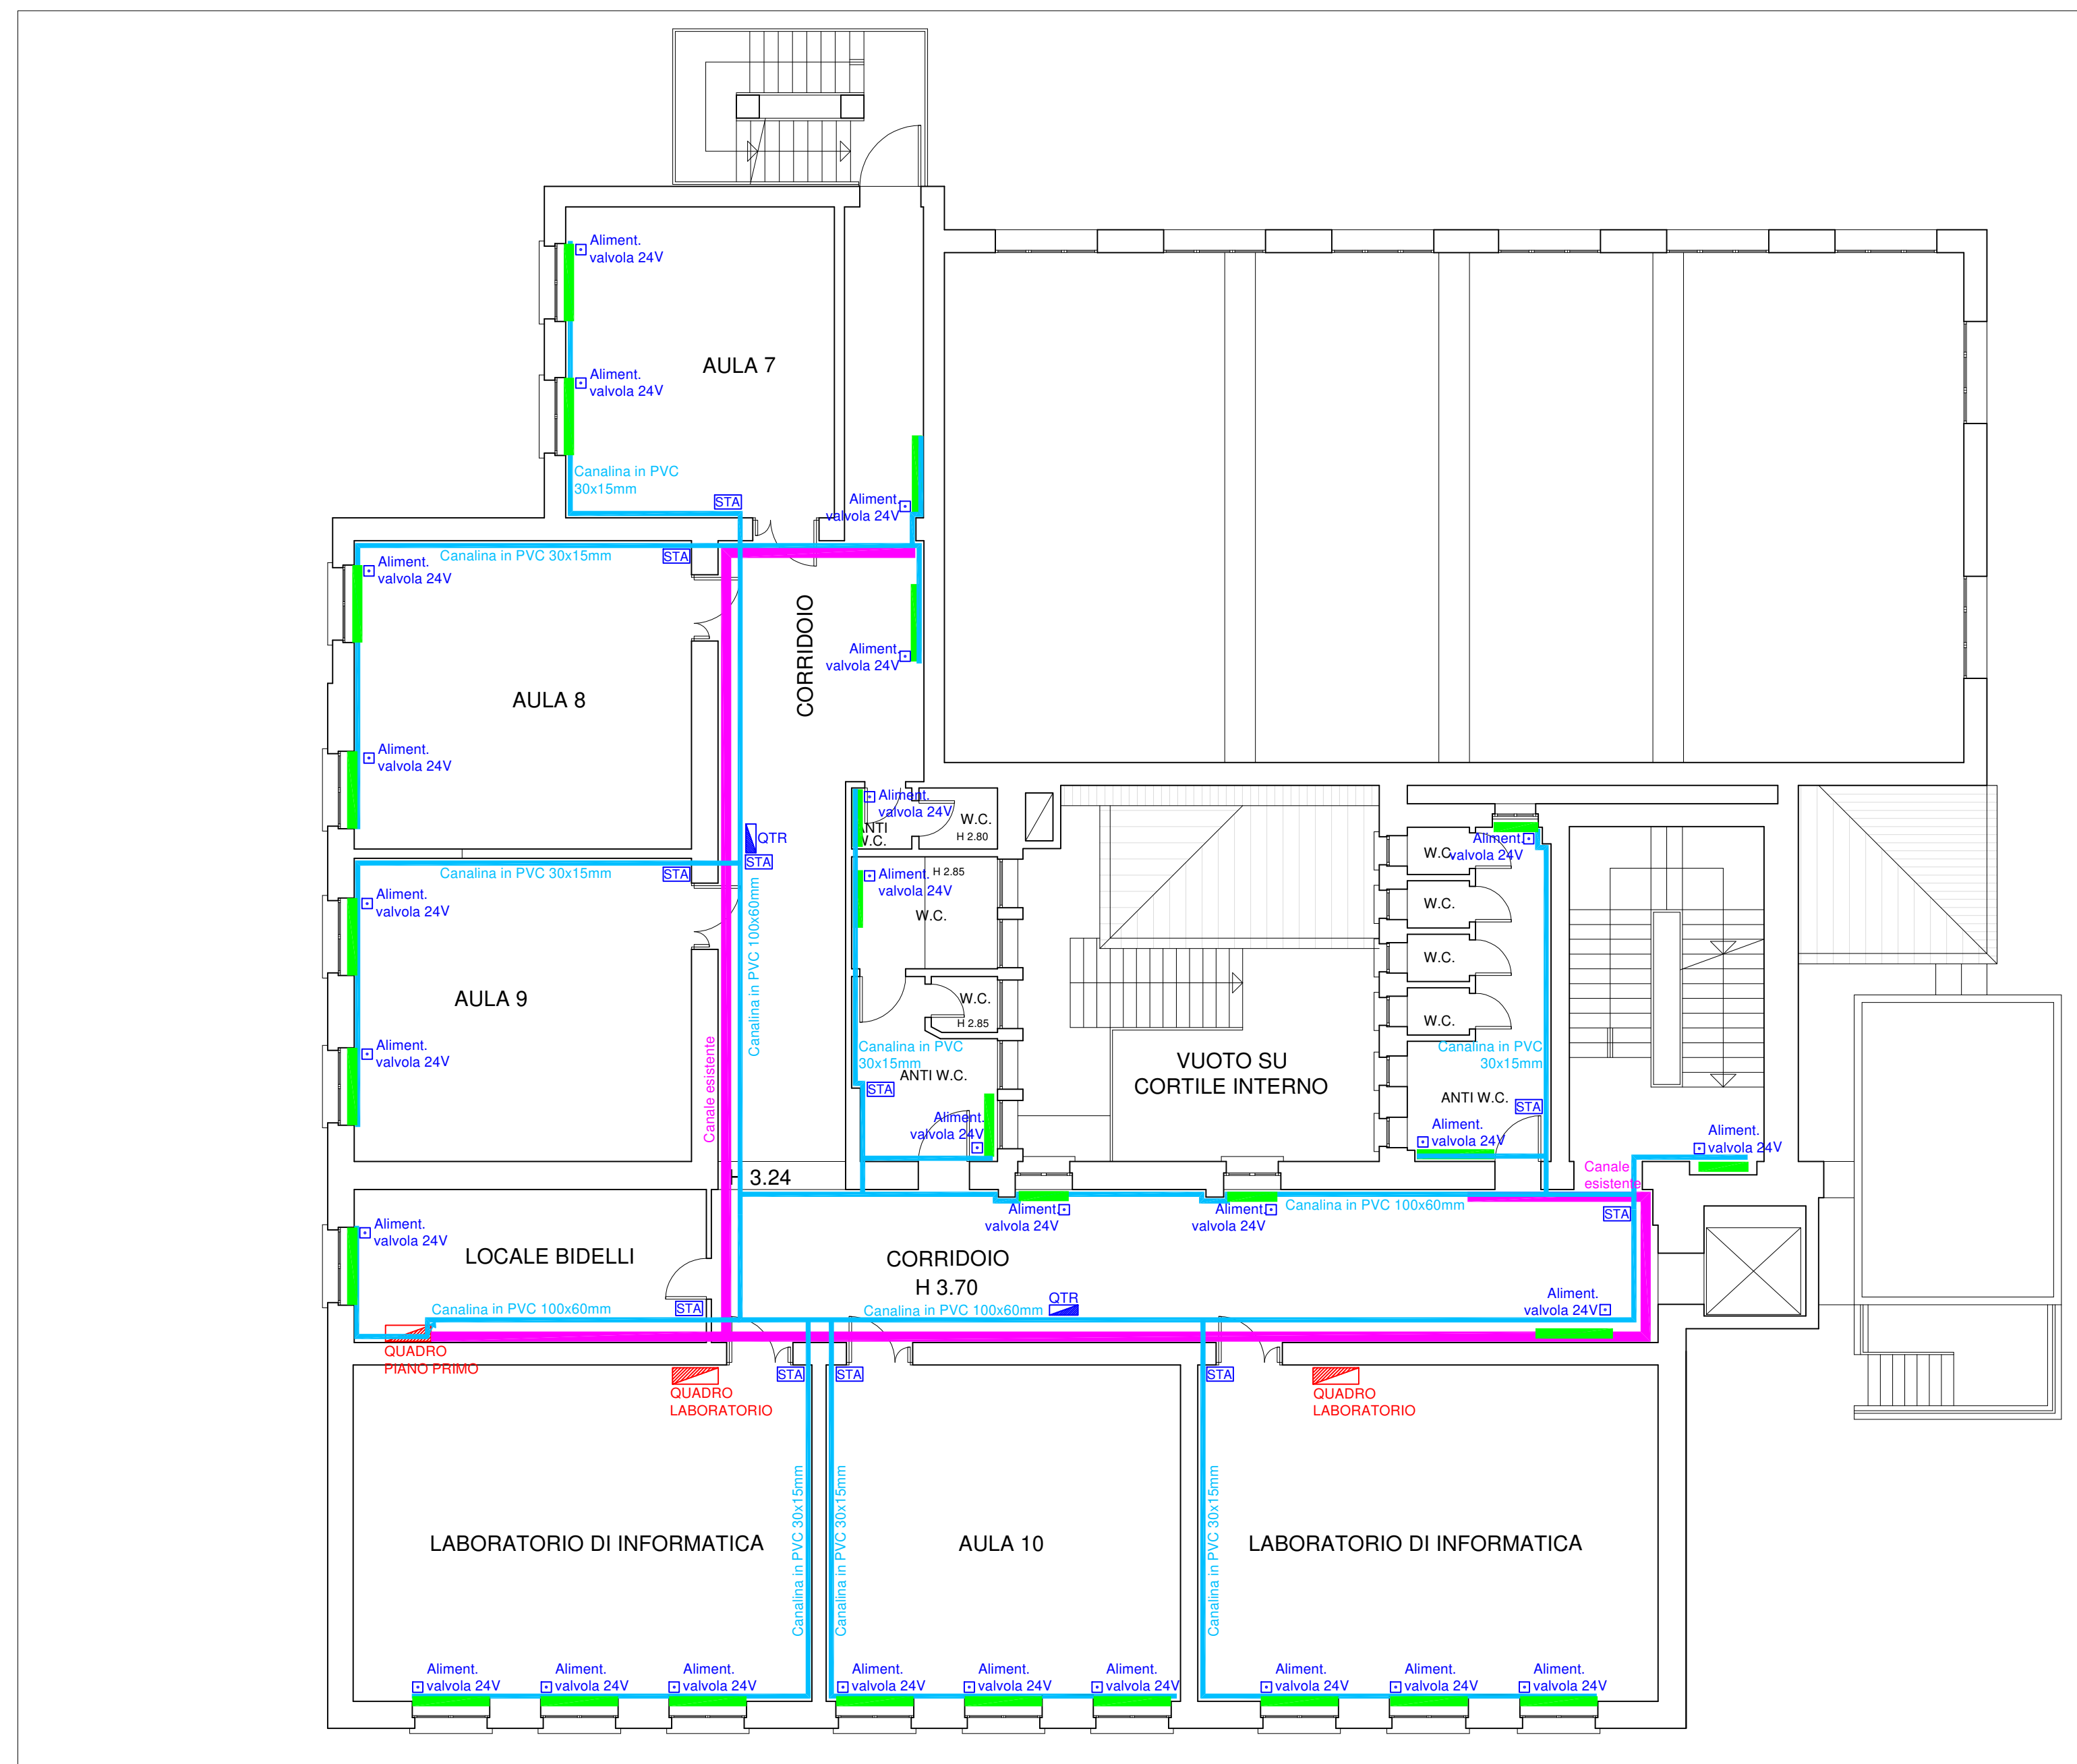 Aliment.
valvola 24V
Aliment.
valvola 24V
AULA 7
Canalina in PVC
30x15mm
STA
Aliment.
valvola 24V
Canalina in PVC 30x15mm
STA
Aliment.
valvola 24V
CORRIDOIO
Aliment.
valvola 24V
AULA 8
Aliment.
valvola 24V
QTR
STA
Aliment.
valvola 24V
ANTI
W.C.
W.C.
H 2.80
Aliment.
valvola 24V
W.C.
Canalina in PVC 30x15mm
STA
Aliment.
valvola 24V
Aliment.
valvola 24V
H 2.85
W.C.
W.C.
Canalina in PVC 100x60mm
W.C.
AULA 9
W.C.
H 2.85
W.C.
Aliment.
valvola 24V
Canale esistente
Canalina in PVC
30x15mm
ANTI W.C.
STA
VUOTO SU
CORTILE INTERNO
Canalina in PVC
30x15mm
ANTI W.C.
STA
Aliment.
valvola 24V
Aliment.
valvola 24V
Aliment.
valvola 24V
H 3.24
Canale
esistente
Aliment.
valvola 24V
LOCALE BIDELLI
Aliment.
valvola 24V
Aliment.
valvola 24V
Canalina in PVC 100x60mm
STA
CORRIDOIO
H 3.70
QTR
Aliment.
valvola 24V
Canalina in PVC 100x60mm
STA
Canalina in PVC 100x60mm
QUADRO
PIANO PRIMO
QUADRO
LABORATORIO
STA
STA
STA
QUADRO
LABORATORIO
Canalina in PVC 30x15mm
Canalina in PVC 30x15mm
Canalina in PVC 30x15mm
LABORATORIO DI INFORMATICA
AULA 10
LABORATORIO DI INFORMATICA
Aliment.
valvola 24V
Aliment.
valvola 24V
Aliment.
valvola 24V
Aliment.
valvola 24V
Aliment.
valvola 24V
Aliment.
valvola 24V
Aliment.
valvola 24V
Aliment.
valvola 24V
Aliment.
valvola 24V